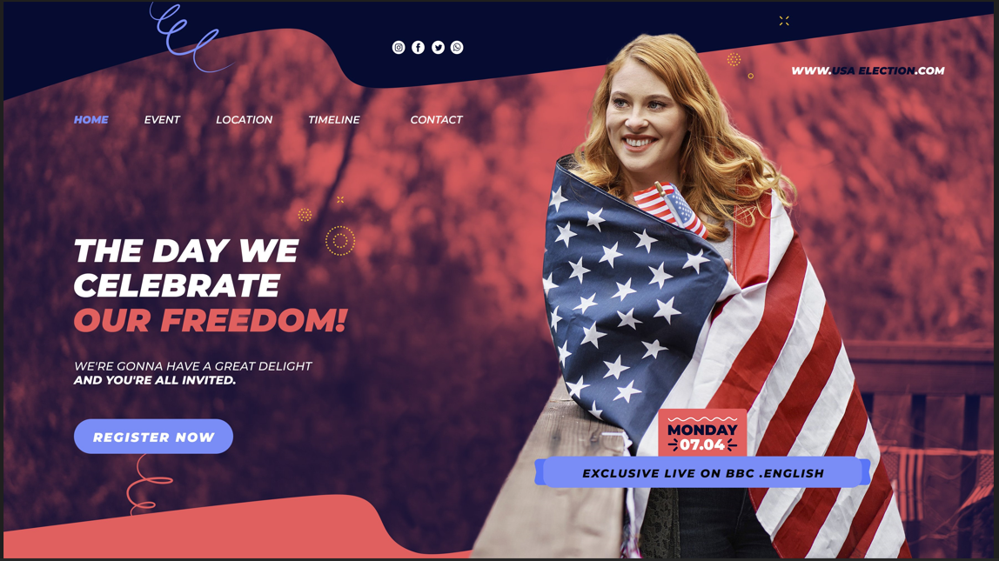 WWW.USA ELECTION.COM
HOME EVENT LOCATION TIMELINE CONTACT
THE DAY WE
CELEBRATE
OUR FREEDOM!
WE'RE GONNA HAVE A GREAT DELIGHT
AND YOU'RE ALL INVITED.
REGISTER NOW
MONDAY
07.04
EXCLUSIVE LIVE ON BBC .ENGLISH